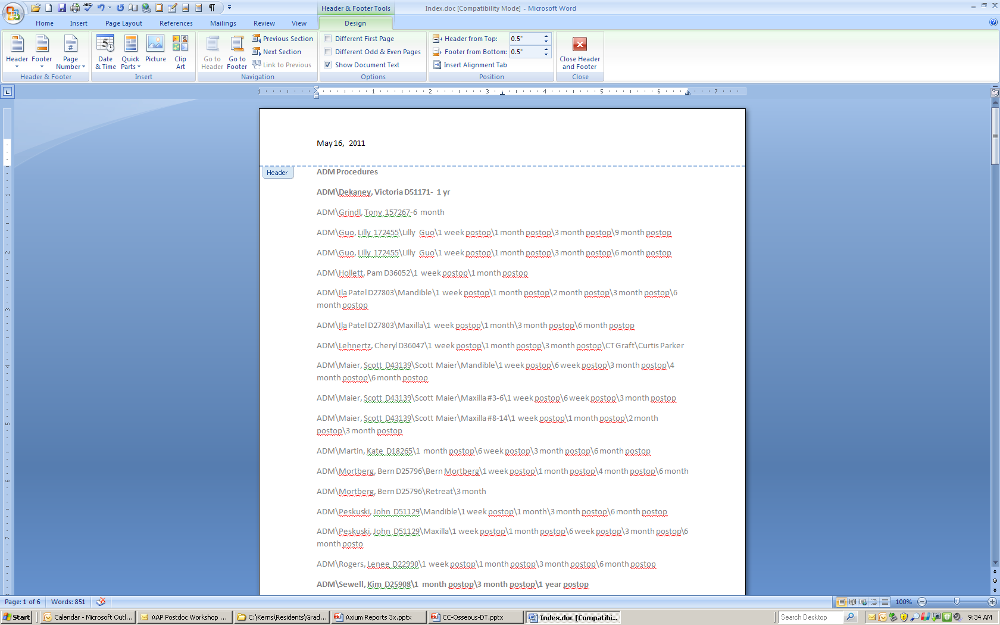 Header & Footer Tools
Index.doc [Compatibility Mode] - Microsoft Word
Home Insert Page Layout References Mailings Review View Design
Header Footer Page Number
Header & Footer
Date & Time Quick Parts Picture Clip Art
Insert
Go to Header Go to Footer
Previous Section
Next Section
Link to Previous
Navigation
Different First Page
Different Odd & Even Pages
Show Document Text
Options
Header from Top: 0.5"
Footer from Bottom: 0.5"
Insert Alignment Tab
Position
Close Header and Footer
Close
1 1 2 3 4 5 6 7
May 16, 2011
Header
ADM Procedures
ADM\Dekaney, Victoria D51171- 1 yr
ADM\Grindl, Tony 157267-6 month
ADM\Guo, Lilly 172455\Lilly Guo\1 week postop\1 month postop\3 month postop\9 month postop
ADM\Guo, Lilly 172455\Lilly Guo\1 week postop\1 month postop\3 month postop\6 month postop
ADM\Hollett, Pam D36052\1 week postop\1 month postop
ADM\Ila Patel D27803\Mandible\1 week postop\1 month postop\2 month postop\3 month postop\6
month postop
ADM\Ila Patel D27803\Maxilla\1 week postop\1 month\3 month postop\6 month postop
ADM\Lehnertz, Cheryl D36047\1 week postop\1 month postop\3 month postop\CT Graft\Curtis Parker
ADM\Maier, Scott D43139\Scott Maier\Mandible\1 week postop\6 week postop\3 month postop\4
month postop\6 month postop
ADM\Maier, Scott D43139\Scott Maier\Maxilla #3-6\1 week postop\6 week postop\3 month postop
ADM\Maier, Scott D43139\Scott Maier\Maxilla #8-14\1 week postop\1 month postop\2 month
postop\3 month postop
ADM\Martin, Kate D18265\1 month postop\6 week postop\3 month postop\6 month postop
ADM\Mortberg, Bern D25796\Bern Mortberg\1 week postop\1 month postop\4 month postop\6 month
ADM\Mortberg, Bern D25796\Retreat\3 month
ADM\Peskuski, John D51129\Mandible\1 week postop\1 month\3 month postop\6 month postop
ADM\Peskuski, John D51129\Maxilla\1 week postop\1 month postop\6 week postop\3 month postop\6
month posto
ADM\Rogers, Lenee D22990\1 week postop\1 month postop\3 month postop\6 month postop
ADM\Sewell, Kim D25908\1 month postop\3 month postop\1 year postop
Page: 1 of 6 Words: 851 100%
Start Calendar - Microsoft Outl... AAP Postdoc Workshop ... C:\Kerns\Residents\Grad... Axium Reports 3x.pptx CC-Osseous-DT.pptx Index.doc [Compatibi... Search Desktop 9:34 AM